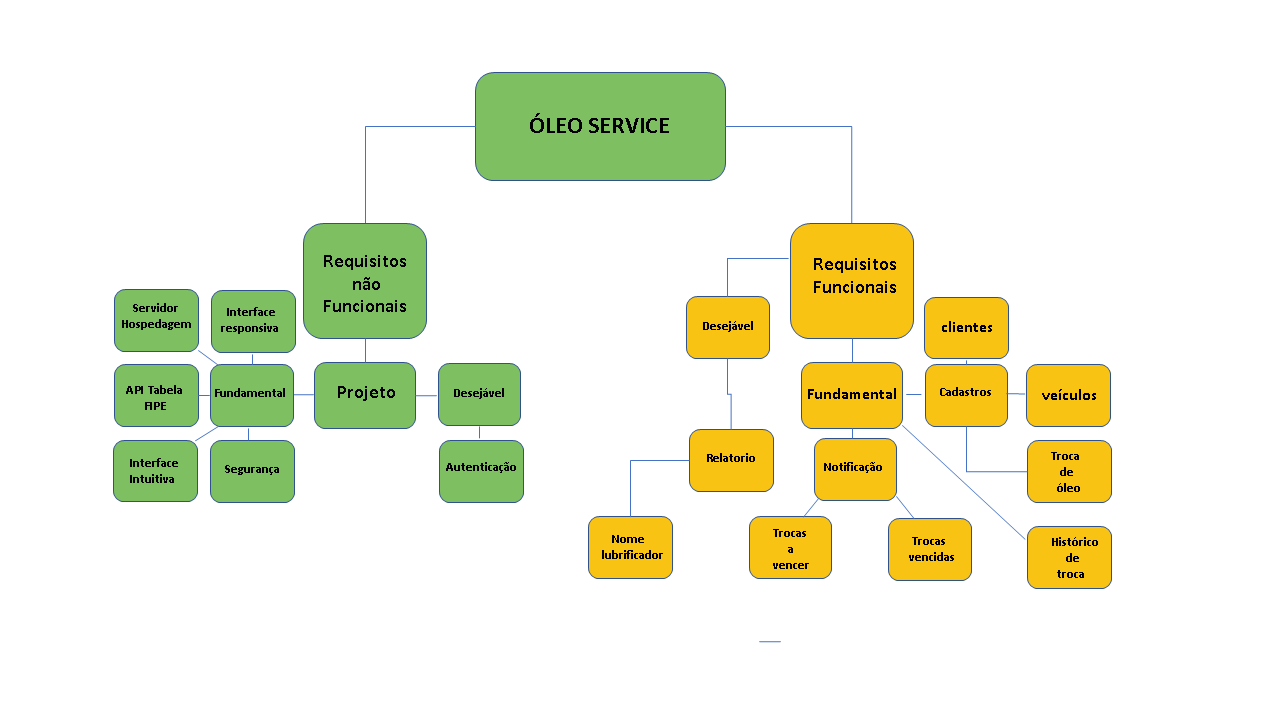 ÓLEO SERVICE
Requisitos
não
Funcionais
Requisitos
Funcionais
Servidor
Hospedagem
Interface
responsiva
API Tabela
FIPE
Fundamental
Projeto
Desejável
Interface
Intuitiva
Segurança
Autenticação
Desejável
clientes
Fundamental
Cadastros
veículos
Relatorio
Notificação
Troca
de
óleo
Nome
lubrificador
Trocas
a
vencer
Trocas
vencidas
Histórico
de
troca